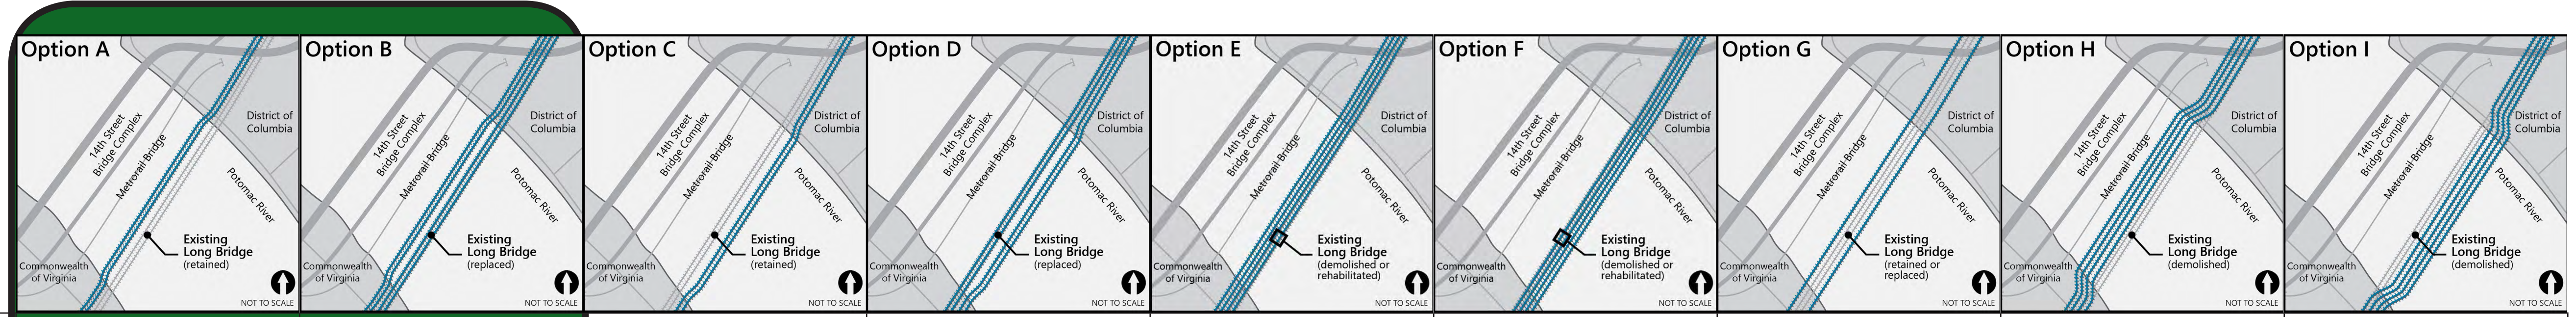 Option A
14th Street
Bridge Complex
Metrorail Bridge
District of
Columbia
Potomac River
Existing
Long Bridge
(retained)
Commonwealth
of Virginia
NOT TO SCALE
Option B
14th Street
Bridge Complex
Metrorail Bridge
District of
Columbia
Potomac River
Existing
Long Bridge
(replaced)
Commonwealth
of Virginia
NOT TO SCALE
Option C
14th Street
Bridge Complex
Metrorail Bridge
District of
Columbia
Potomac River
Existing
Long Bridge
(retained)
Commonwealth
of Virginia
NOT TO SCALE
Option D
14th Street
Bridge Complex
Metrorail Bridge
District of
Columbia
Potomac River
Existing
Long Bridge
(replaced)
Commonwealth
of Virginia
NOT TO SCALE
Option E
14th Street
Bridge Complex
Metrorail Bridge
District of
Columbia
Potomac River
Existing
Long Bridge
(demolished or
rehabilitated)
Commonwealth
of Virginia
NOT TO SCALE
Option F
14th Street
Bridge Complex
Metrorail Bridge
District of
Columbia
Potomac River
Existing
Long Bridge
(demolished or
rehabilitated)
Commonwealth
of Virginia
NOT TO SCALE
Option G
14th Street
Bridge Complex
Metrorail Bridge
District of
Columbia
Potomac River
Existing
Long Bridge
(retained or
replaced)
Commonwealth
of Virginia
NOT TO SCALE
Option H
14th Street
Bridge Complex
Metrorail Bridge
District of
Columbia
Potomac River
Existing
Long Bridge
(demolished)
Commonwealth
of Virginia
NOT TO SCALE
Option I
14th Street
Bridge Complex
Metrorail Bridge
District of
Columbia
Potomac River
Existing
Long Bridge
(demolished)
Commonwealth
of Virginia
NOT TO SCALE